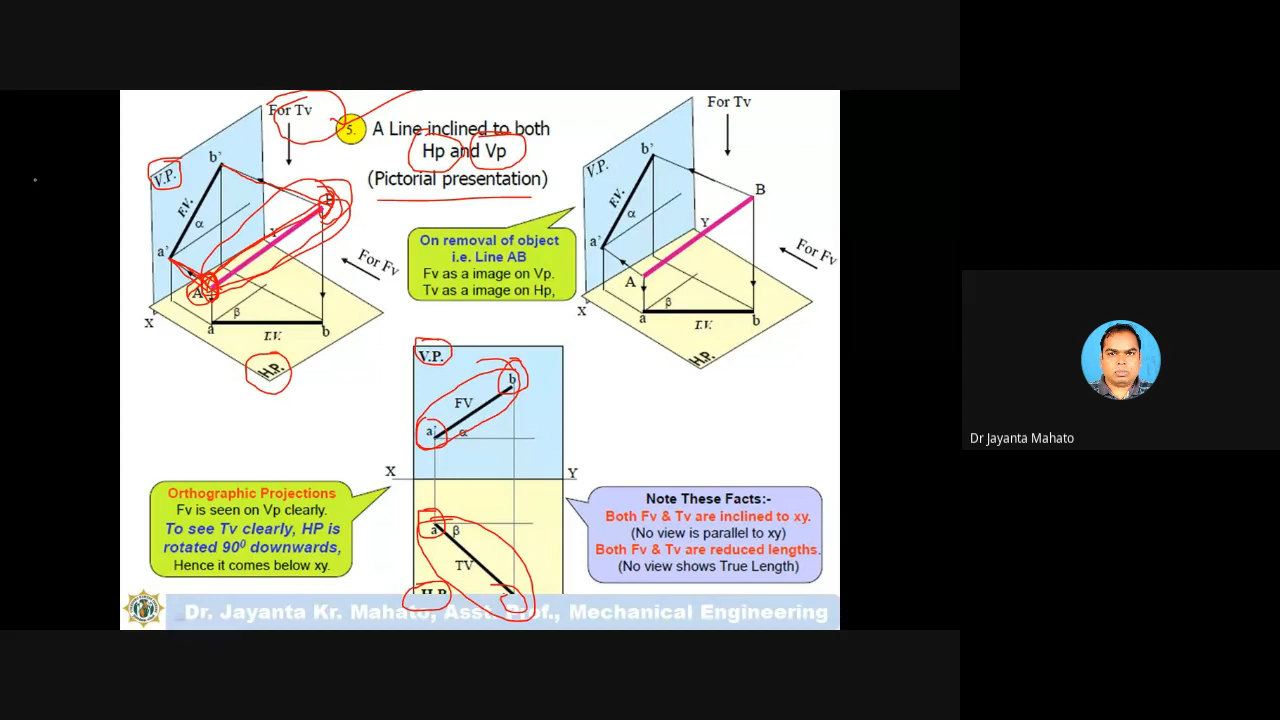 For Tv
5. A Line inclined to both
Hp and Vp
(Pictorial presentation)
V.P.
b'
F.V.
α
a'
Y
For Fv
A
β
X
a
b
T.V.
H.P.
For Tv
V.P.
b'
B
F.V.
α
Y
a'
For Fv
A
X
β
a
b
T.V.
H.P.
On removal of object
i.e. Line AB
Fv as a image on Vp.
Tv as a image on Hp,
V.P.
b'
FV
a'
α
X
Y
a
β
TV
H.P.
Orthographic Projections
Fv is seen on Vp clearly.
To see Tv clearly, HP is
rotated 90⁰ downwards,
Hence it comes below xy.
Note These Facts:-
Both Fv & Tv are inclined to xy.
(No view is parallel to xy)
Both Fv & Tv are reduced lengths.
(No view shows True Length)
Dr. Jayanta Kr. Mahato, Asst. Prof., Mechanical Engineering
Dr Jayanta Mahato